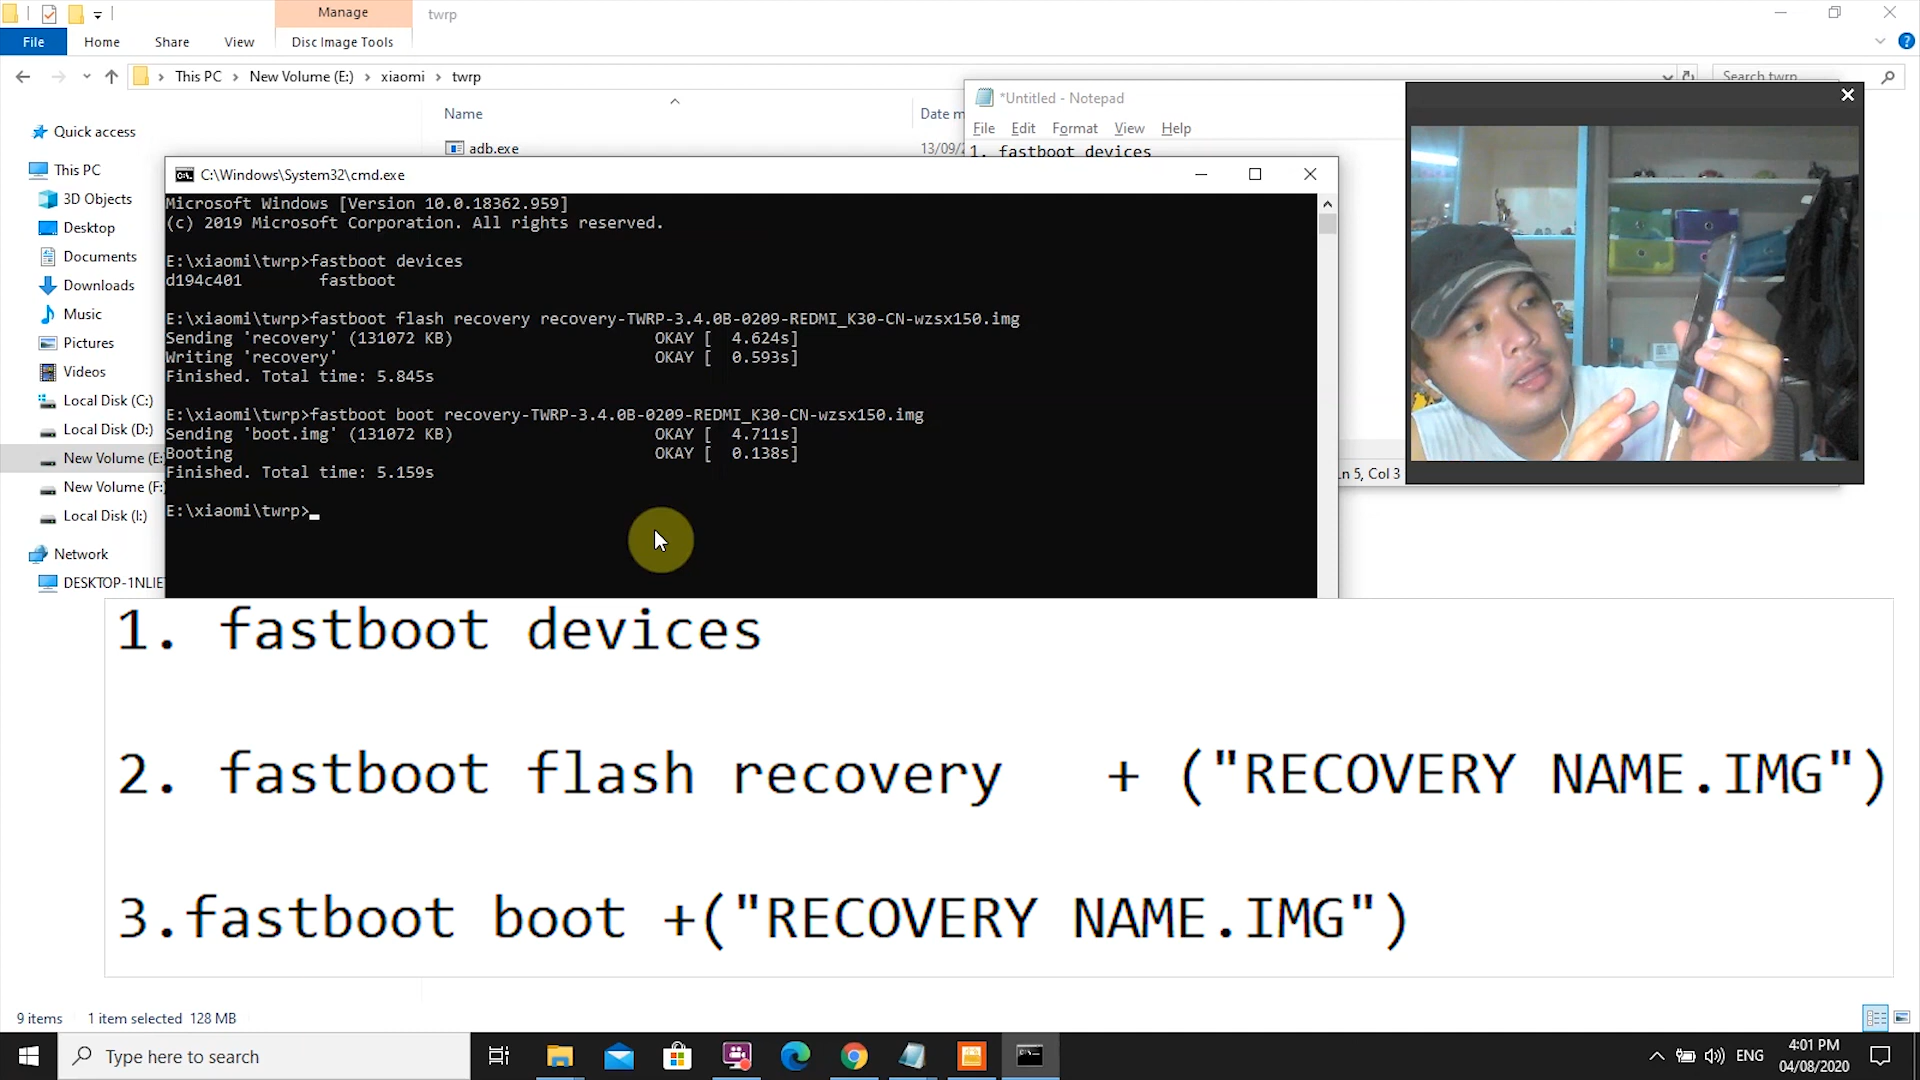 Manage
twrp
File
Home
Share
View
Disc Image Tools
This PC
New Volume (E:)
xiaomi
twrp
Search twrp
Name
Date m
adb.exe
13/09/2
Quick access
This PC
3D Objects
Desktop
Documents
Downloads
Music
Pictures
Videos
Local Disk (C:)
Local Disk (D:)
New Volume (E:
New Volume (F:
Local Disk (I:)
Network
DESKTOP-1NLIE
*Untitled - Notepad
File Edit Format View Help
1. fastboot devices
Ln 5, Col 3
C:\Windows\System32\cmd.exe
Microsoft Windows [Version 10.0.18362.959]
(c) 2019 Microsoft Corporation. All rights reserved.
E:\xiaomi\twrp>fastboot devices
d194c401 fastboot
E:\xiaomi\twrp>fastboot flash recovery recovery-TWRP-3.4.0B-0209-REDMI_K30-CN-wzsx150.img
Sending 'recovery' (131072 KB) OKAY [ 4.624s]
Writing 'recovery' OKAY [ 0.593s]
Finished. Total time: 5.845s
E:\xiaomi\twrp>fastboot boot recovery-TWRP-3.4.0B-0209-REDMI_K30-CN-wzsx150.img
Sending 'boot.img' (131072 KB) OKAY [ 4.711s]
Booting OKAY [ 0.138s]
Finished. Total time: 5.159s
E:\xiaomi\twrp>_
1. fastboot devices
2. fastboot flash recovery + ("RECOVERY NAME.IMG")
3.fastboot boot +("RECOVERY NAME.IMG")
9 items
1 item selected 128 MB
Type here to search
ENG
4:01 PM
04/08/2020